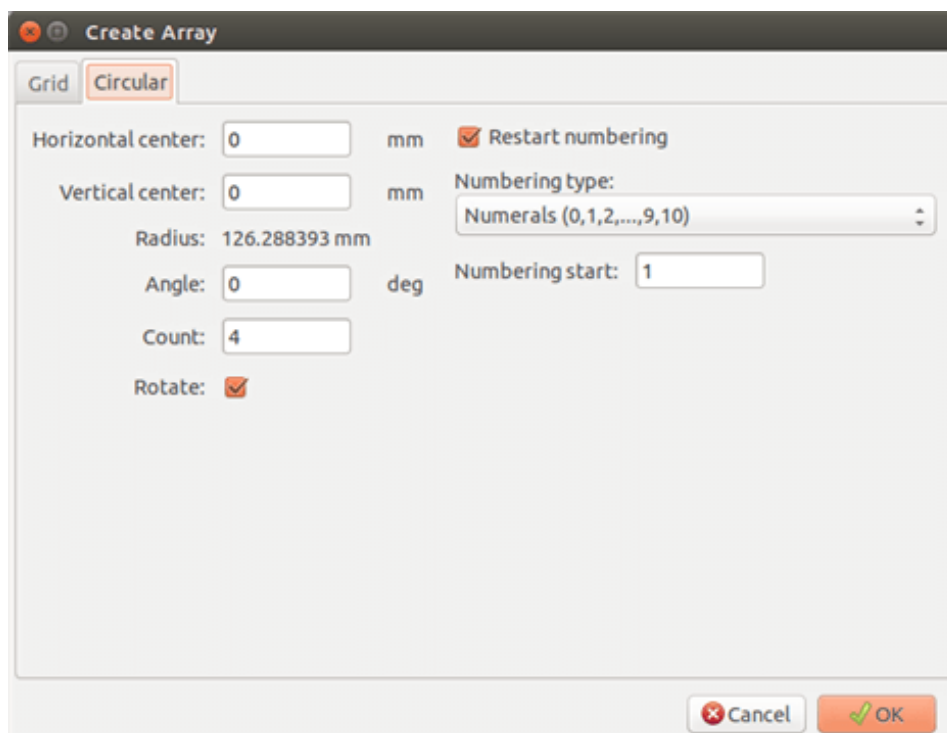 Create Array
Grid Circular
Horizontal center: 0 mm
Vertical center: 0 mm
Radius: 126.288393 mm
Angle: 0 deg
Count: 4
Rotate:
Restart numbering
Numbering type:
Numerals (0,1,2,...,9,10)
Numbering start: 1
Cancel OK